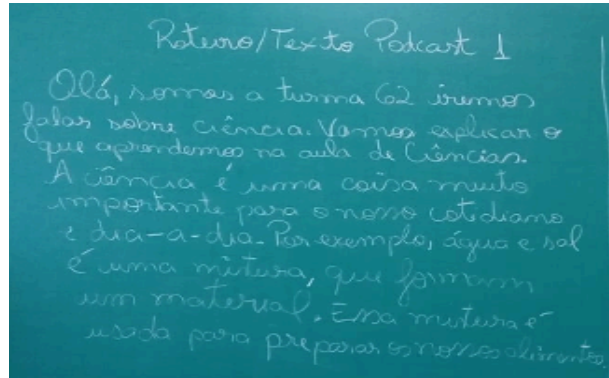 Roteiro/Texto Podcast 1
Olá, somos a turma 62 iremos
falar sobre ciência. Vamos explicar o
que aprendemos na aula de Ciências.
A ciência é uma coisa muito
importante para o nosso cotidiano
e dia-a-dia. Por exemplo, água e sal
é uma mistura, que formam
um material. Essa mistura é
usada para preparar os nossos alimentos.